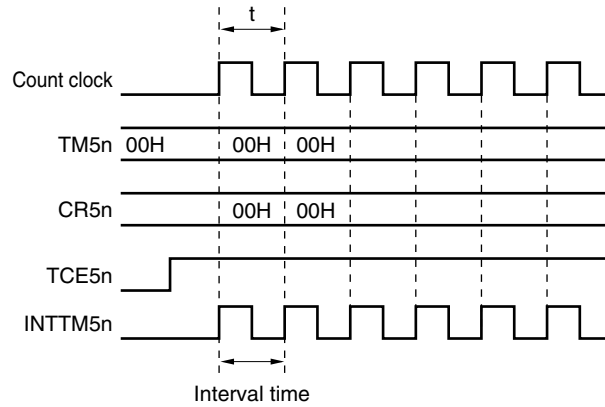 t
Count clock
TM5n 00H 00H 00H
CR5n 00H 00H
TCE5n
INTTM5n
Interval time